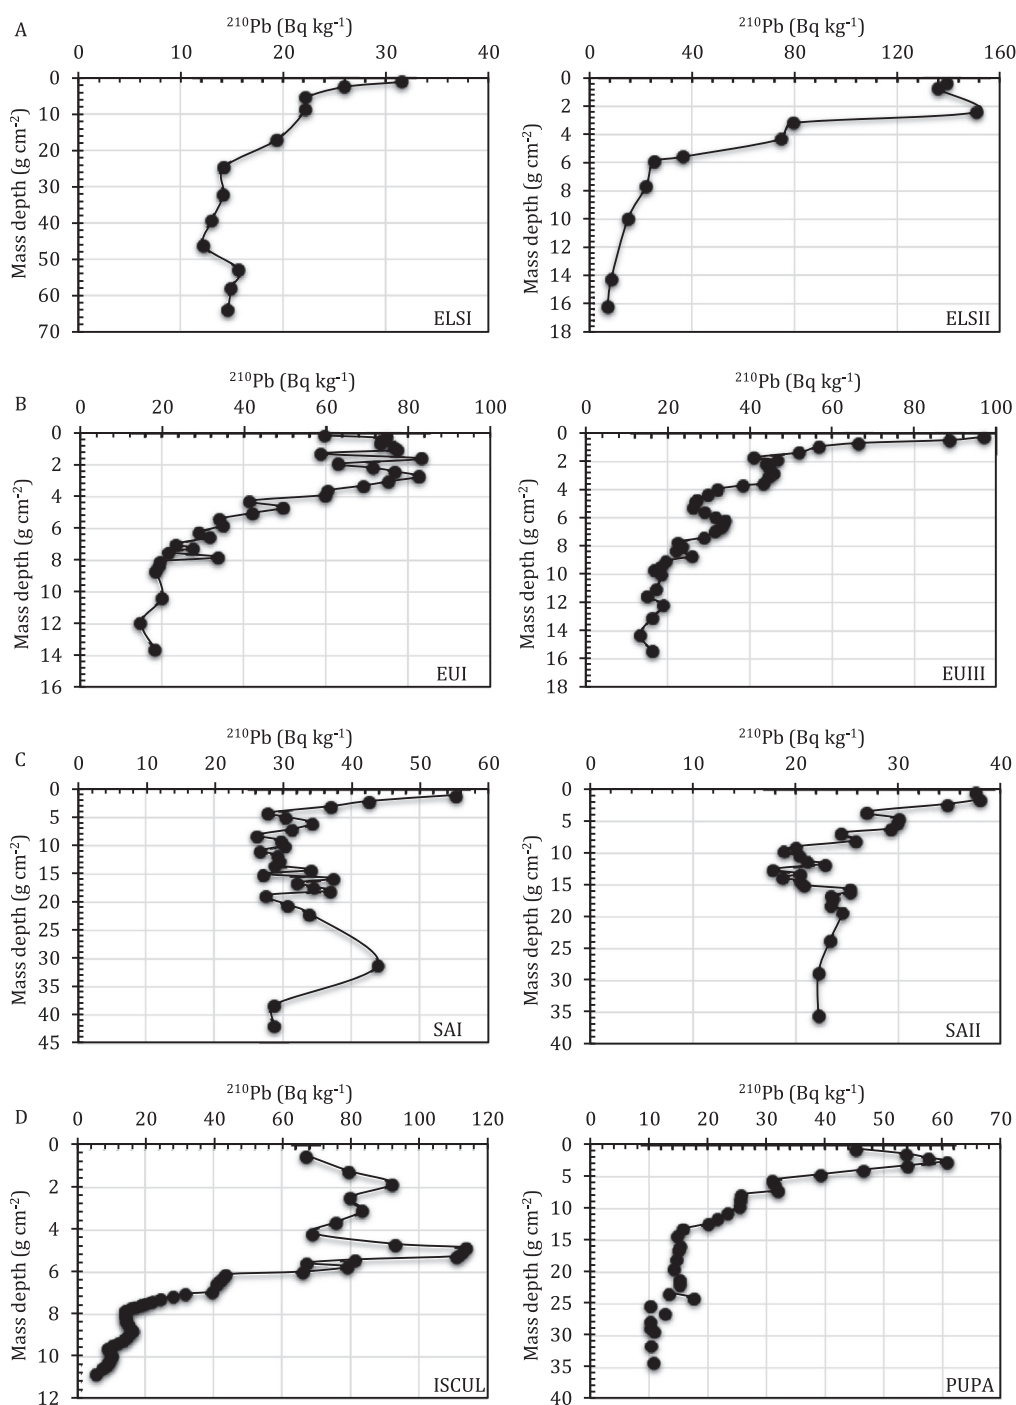 A
²¹⁰Pb (Bq kg⁻¹)
0 10 20 30 40
Mass depth (g cm⁻²)
0
10
20
30
40
50
60
70
ELSI
²¹⁰Pb (Bq kg⁻¹)
0 40 80 120 160
Mass depth (g cm⁻²)
0
2
4
6
8
10
12
14
16
18
ELSII
B
²¹⁰Pb (Bq kg⁻¹)
0 20 40 60 80 100
Mass depth (g cm⁻²)
0
2
4
6
8
10
12
14
16
EUI
²¹⁰Pb (Bq kg⁻¹)
0 20 40 60 80 100
Mass depth (g cm⁻²)
0
2
4
6
8
10
12
14
16
18
EUIII
C
²¹⁰Pb (Bq kg⁻¹)
0 10 20 30 40 50 60
Mass depth (g cm⁻²)
0
5
10
15
20
25
30
35
40
45
SAI
²¹⁰Pb (Bq kg⁻¹)
0 10 20 30 40
Mass depth (g cm⁻²)
0
5
10
15
20
25
30
35
40
SAII
D
²¹⁰Pb (Bq kg⁻¹)
0 20 40 60 80 100 120
Mass depth (g cm⁻²)
0
2
4
6
8
10
12
ISCUL
²¹⁰Pb (Bq kg⁻¹)
0 10 20 30 40 50 60 70
Mass depth (g cm⁻²)
0
5
10
15
20
25
30
35
40
PUPA